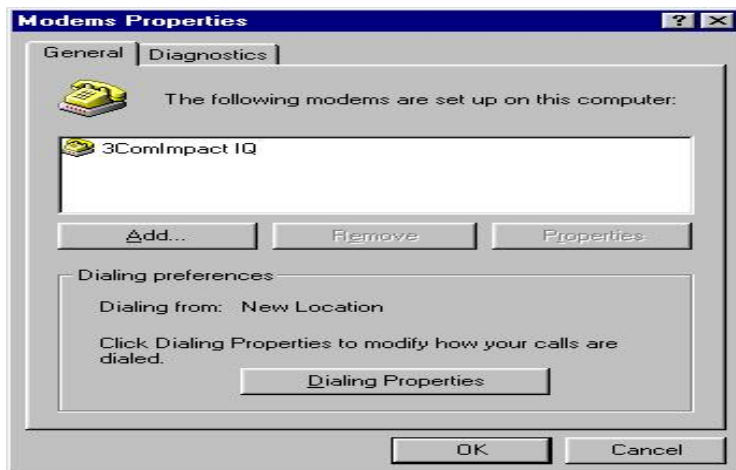 Modems Properties
General Diagnostics
The following modems are set up on this computer:
3ComImpact IQ
Add... Remove Properties
Dialing preferences
Dialing from: New Location
Click Dialing Properties to modify how your calls are
dialed.
Dialing Properties
OK Cancel